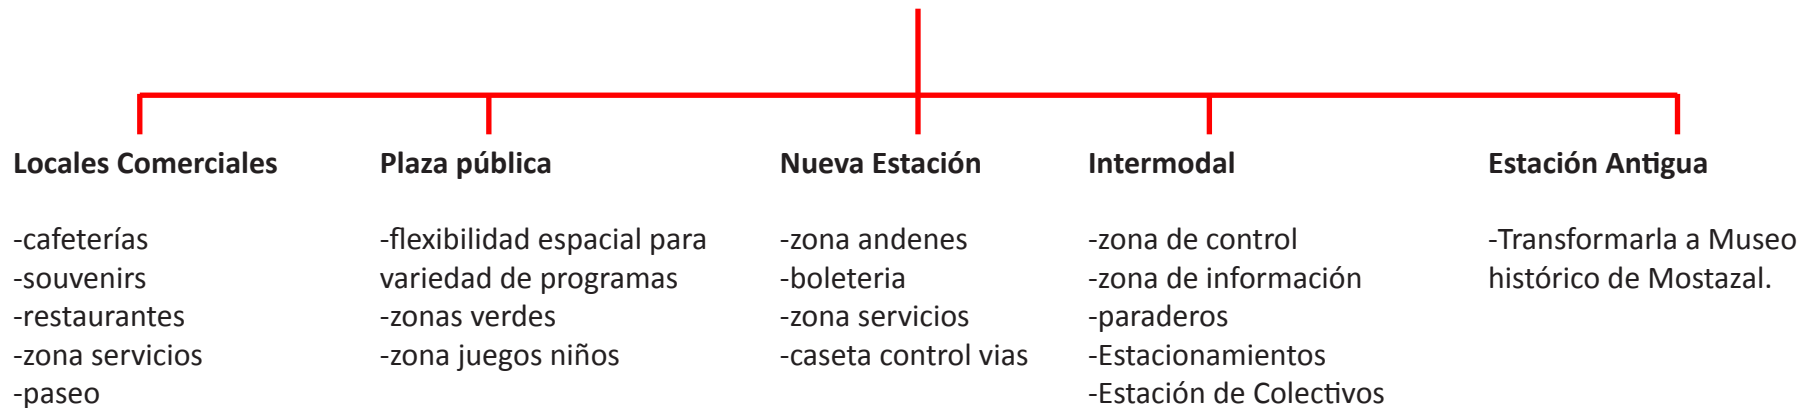 Locales Comerciales
-cafeterías
-souvenirs
-restaurantes
-zona servicios
-paseo
Plaza pública
-flexibilidad espacial para
variedad de programas
-zonas verdes
-zona juegos niños
Nueva Estación
-zona andenes
-boleteria
-zona servicios
-caseta control vias
Intermodal
-zona de control
-zona de información
-paraderos
-Estacionamientos
-Estación de Colectivos
Estación Antigua
-Transformarla a Museo
histórico de Mostazal.